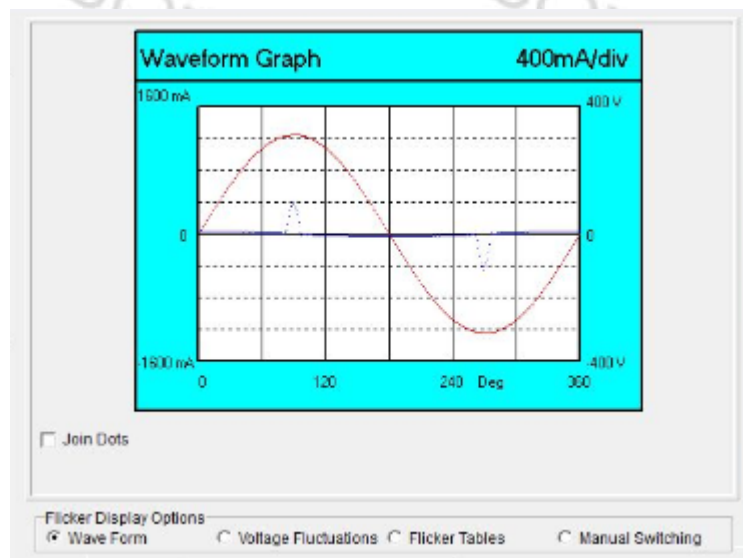 Waveform Graph 400mA/div
1600 mA 400 V
0 0
-1600 mA -400 V
0 120 240 Deg 360
Join Dots
Flicker Display Options
Wave Form Voltage Fluctuations Flicker Tables Manual Switching